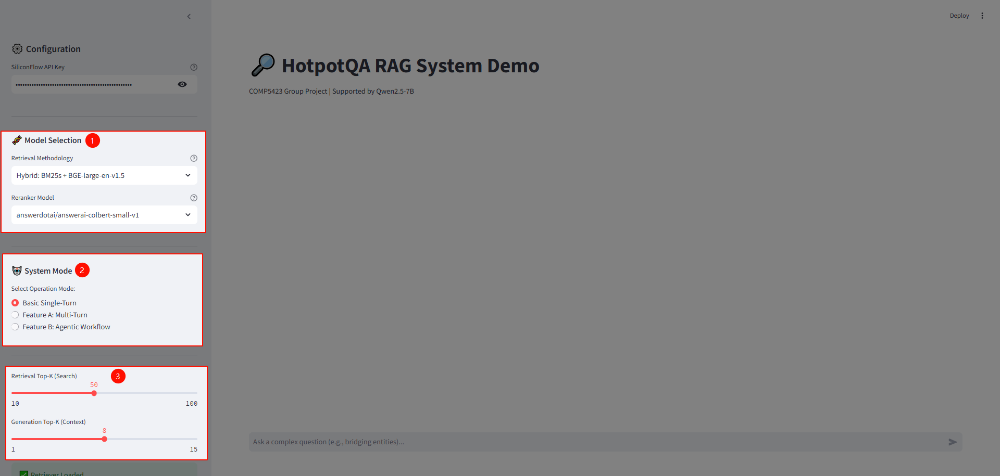 Deploy
Configuration
SiliconFlow API Key
HotpotQA RAG System Demo
COMP5423 Group Project | Supported by Qwen2.5-7B
Model Selection 1
Retrieval Methodology
Hybrid: BM25s + BGE-large-en-v1.5
Reranker Model
answerdotai/answerai-colbert-small-v1
System Mode 2
Select Operation Mode:
Basic Single-Turn
Feature A: Multi-Turn
Feature B: Agentic Workflow
Retrieval Top-K (Search) 3
50
10 100
Generation Top-K (Context)
8
1 15
Ask a complex question (e.g., bridging entities)...
Retriever Loaded